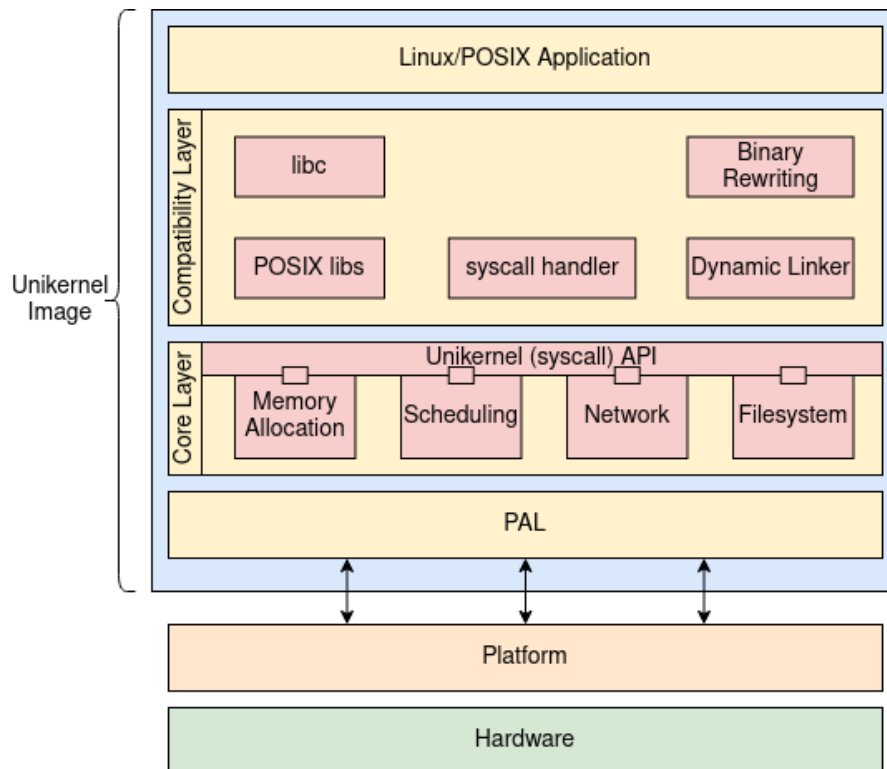 Linux/POSIX Application
Compatibility Layer
libc
Binary
Rewriting
POSIX libs
syscall handler
Dynamic Linker
Unikernel
Image
Core Layer
Unikernel (syscall) API
Memory
Allocation
Scheduling
Network
Filesystem
PAL
Platform
Hardware